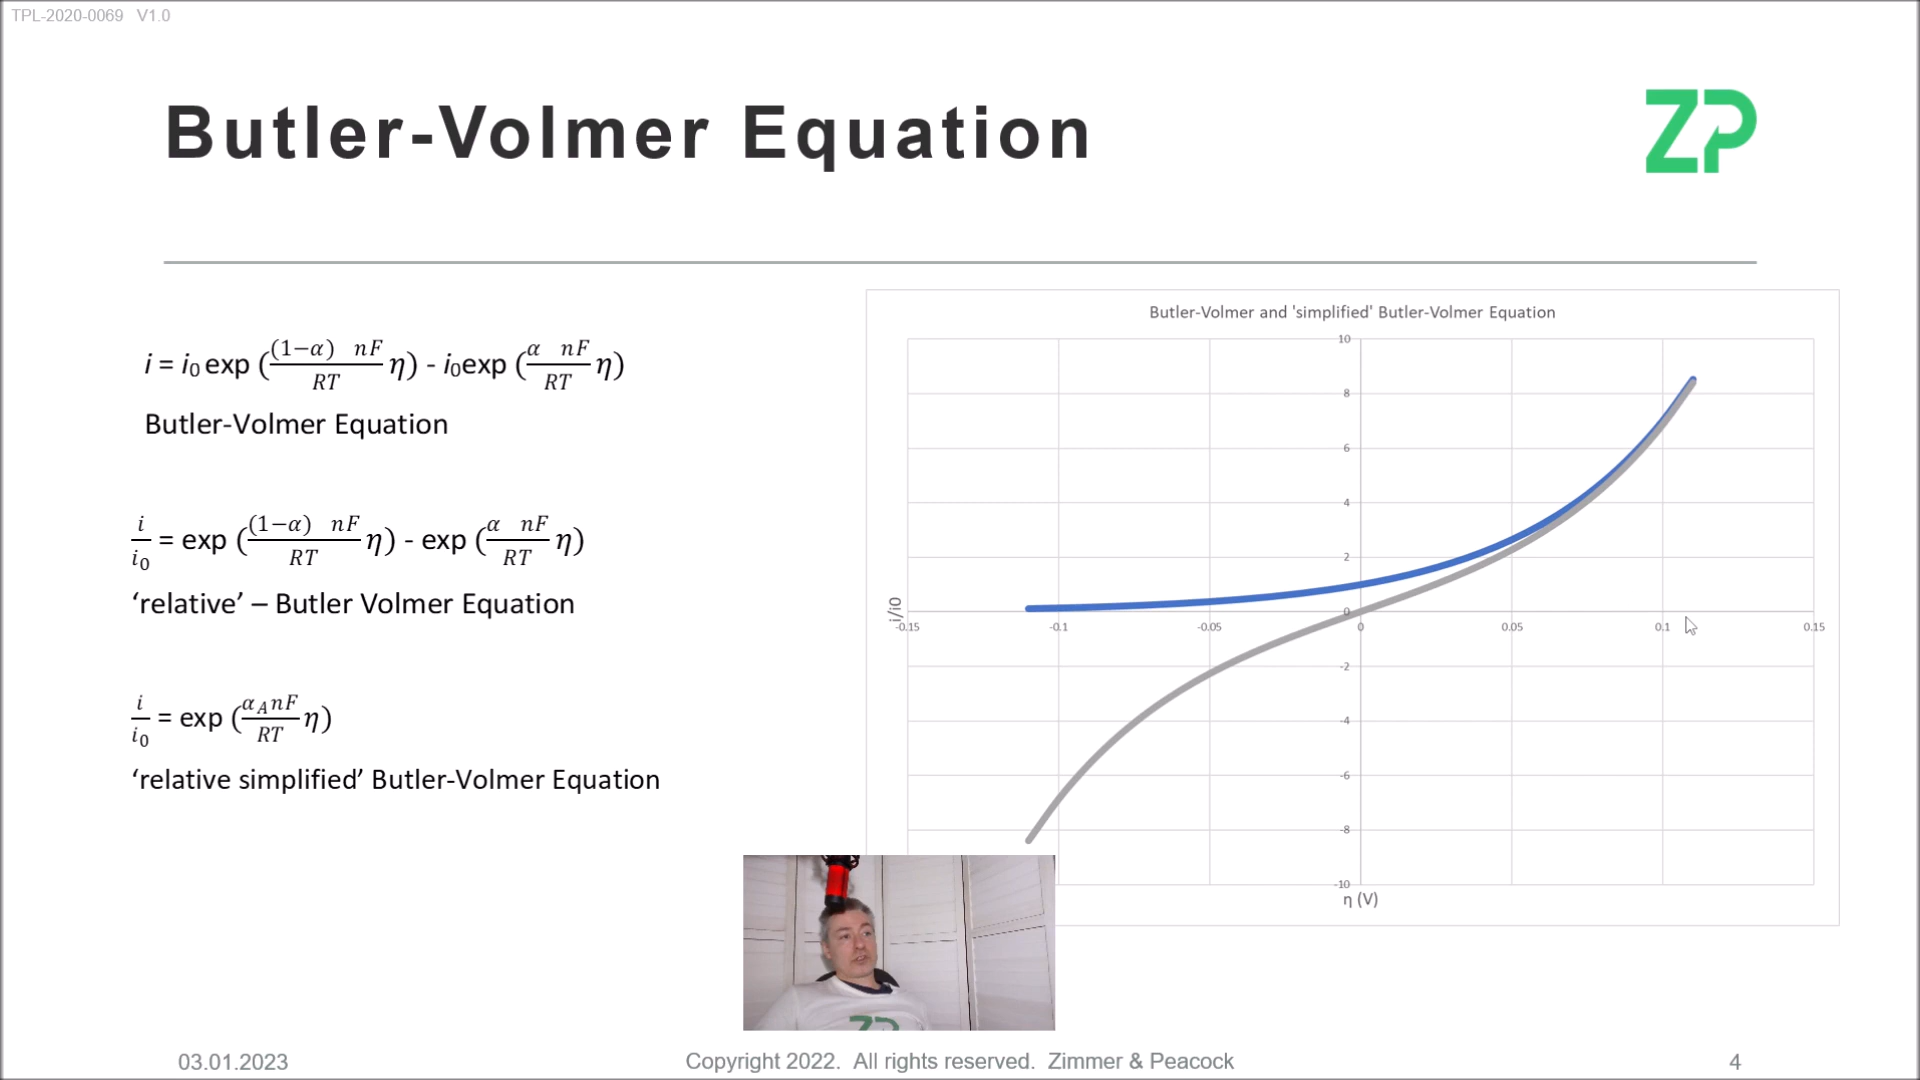 TPL-2020-0069 V1.0
Butler-Volmer Equation
ZP
i = i₀ exp ((1−α) nF/RT η) - i₀exp (α nF/RT η)
Butler-Volmer Equation
i/i₀ = exp ((1−α) nF/RT η) - exp (α nF/RT η)
‘relative’ – Butler Volmer Equation
i/i₀ = exp (α_A nF/RT η)
‘relative simplified’ Butler-Volmer Equation
Butler-Volmer and 'simplified' Butler-Volmer Equation
10
8
6
4
2
0
-2
-4
-6
-8
-10
i/i0
-0.15 -0.1 -0.05 0 0.05 0.1 0.15
η (V)
ZP
03.01.2023
Copyright 2022. All rights reserved. Zimmer & Peacock
4